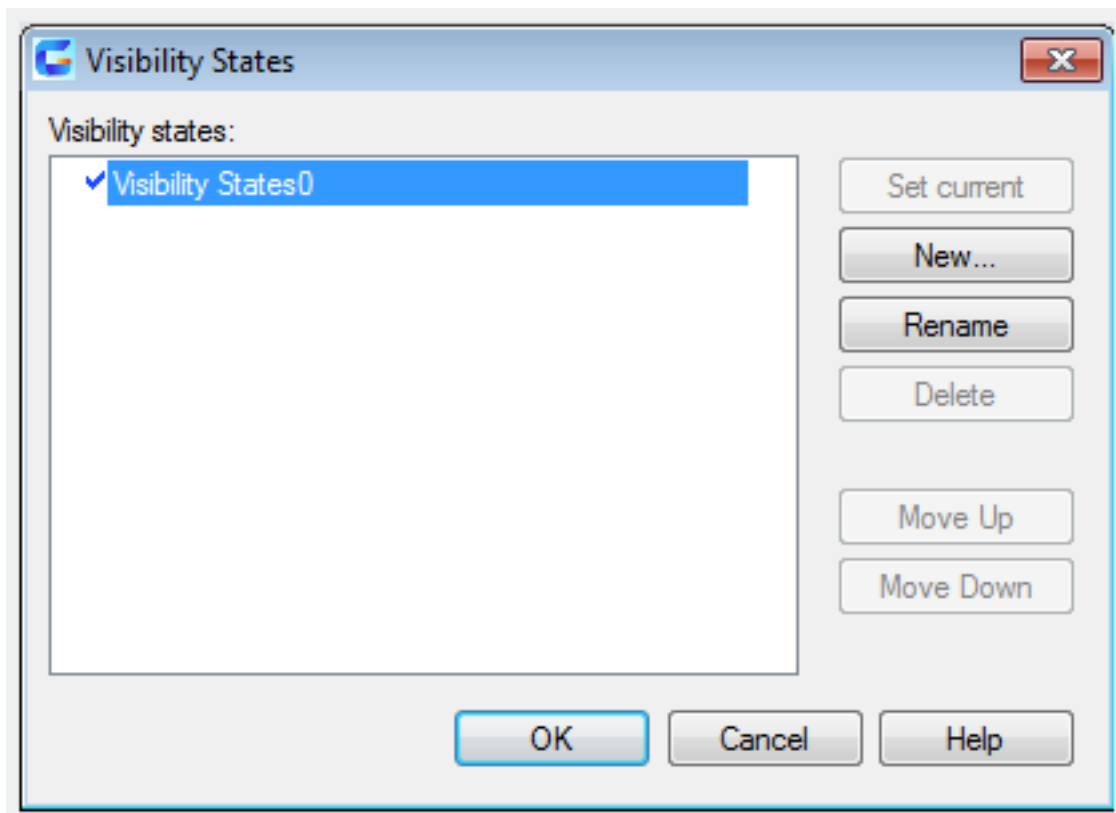 Visibility States
Visibility states:
Visibility States0
Set current
New...
Rename
Delete
Move Up
Move Down
OK
Cancel
Help